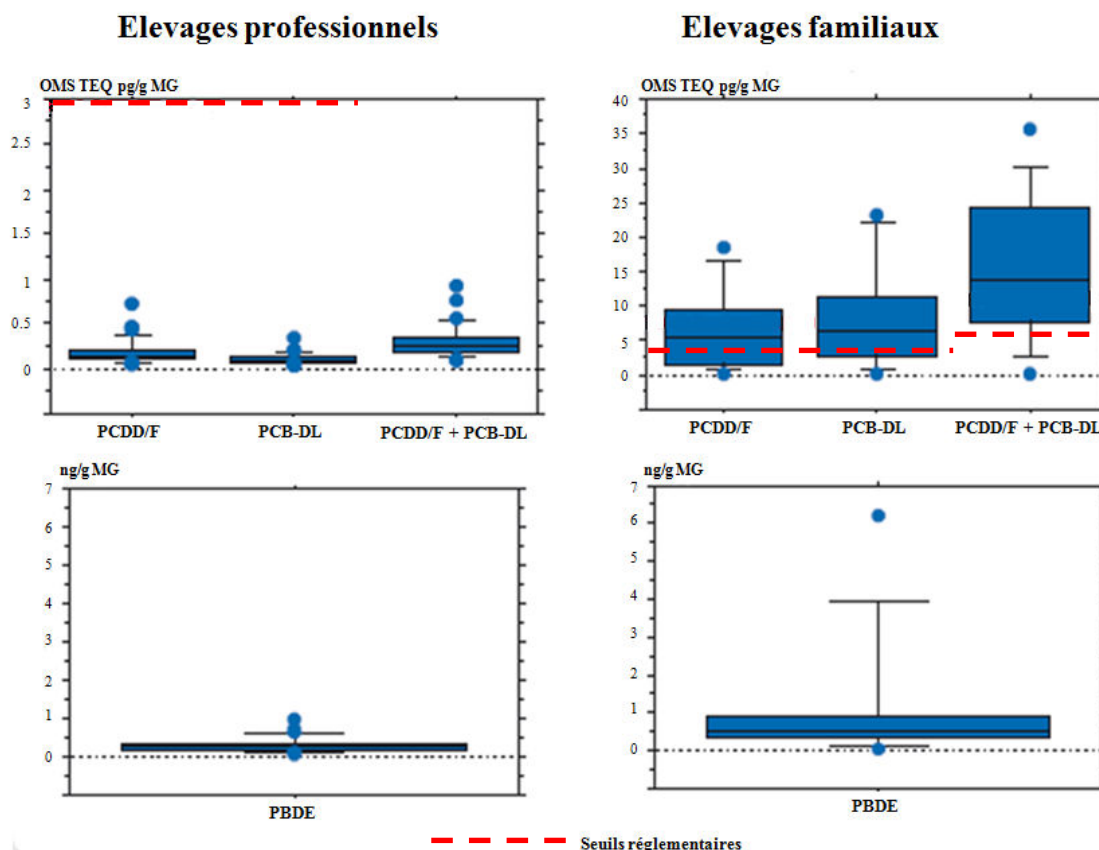 Elevages professionnels
Elevages familiaux
OMS TEQ pg/g MG
3
2.5
2
1.5
1
0.5
0
PCDD/F
PCB-DL
PCDD/F + PCB-DL
OMS TEQ pg/g MG
40
35
30
25
20
15
10
5
0
PCDD/F
PCB-DL
PCDD/F + PCB-DL
ng/g MG
7
6
5
4
3
2
1
0
PBDE
ng/g MG
7
6
5
4
3
2
1
0
PBDE
Seuils réglementaires